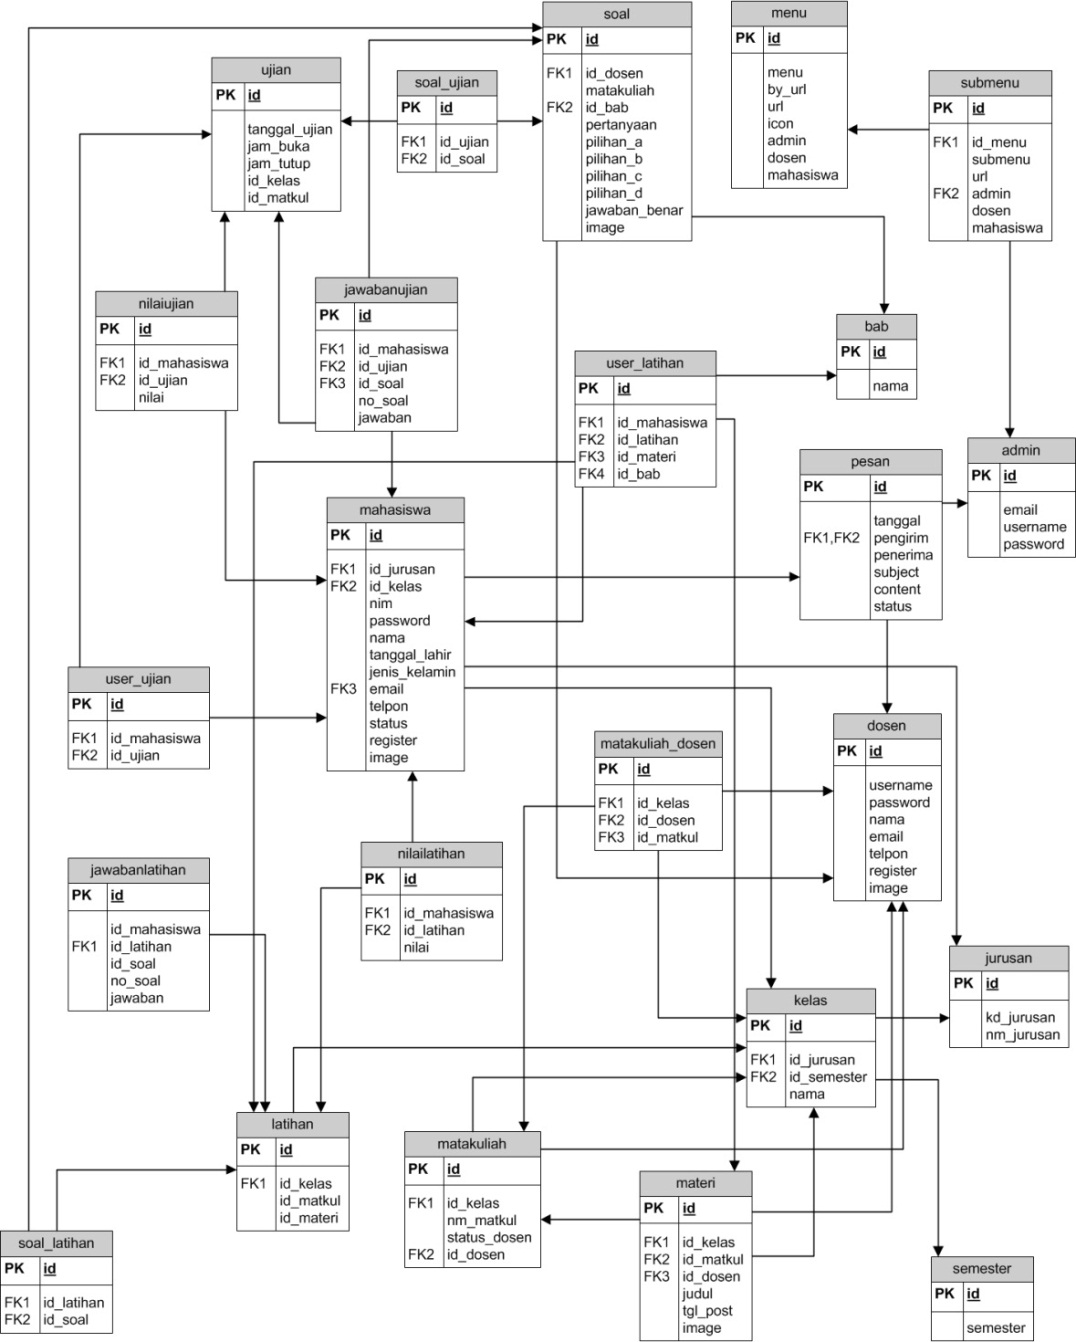 soal
PK id
FK1 id_dosen
matakuliah
FK2 id_bab
pertanyaan
pilihan_a
pilihan_b
pilihan_c
pilihan_d
jawaban_benar
image
menu
PK id
menu
by_url
url
icon
admin
dosen
mahasiswa
ujian
PK id
tanggal_ujian
jam_buka
jam_tutup
id_kelas
id_matkul
soal_ujian
PK id
FK1 id_ujian
FK2 id_soal
submenu
PK id
FK1 id_menu
submenu
url
FK2 admin
dosen
mahasiswa
nilaiujian
PK id
FK1 id_mahasiswa
FK2 id_ujian
nilai
jawabanujian
PK id
FK1 id_mahasiswa
FK2 id_ujian
FK3 id_soal
no_soal
jawaban
bab
PK id
nama
user_latihan
PK id
FK1 id_mahasiswa
FK2 id_latihan
FK3 id_materi
FK4 id_bab
pesan
PK id
tanggal
FK1,FK2 pengirim
penerima
subject
content
status
admin
PK id
email
username
password
mahasiswa
PK id
FK1 id_jurusan
FK2 id_kelas
nim
password
nama
tanggal_lahir
jenis_kelamin
FK3 email
telpon
status
register
image
user_ujian
PK id
FK1 id_mahasiswa
FK2 id_ujian
matakuliah_dosen
PK id
FK1 id_kelas
FK2 id_dosen
FK3 id_matkul
dosen
PK id
username
password
nama
email
telpon
register
image
jawabanlatihan
PK id
id_mahasiswa
FK1 id_latihan
id_soal
no_soal
jawaban
nilailatihan
PK id
FK1 id_mahasiswa
FK2 id_latihan
nilai
jurusan
PK id
kd_jurusan
nm_jurusan
kelas
PK id
FK1 id_jurusan
FK2 id_semester
nama
latihan
PK id
FK1 id_kelas
id_matkul
id_materi
matakuliah
PK id
FK1 id_kelas
nm_matkul
status_dosen
FK2 id_dosen
materi
PK id
FK1 id_kelas
FK2 id_matkul
FK3 id_dosen
judul
tgl_post
image
soal_latihan
PK id
FK1 id_latihan
FK2 id_soal
semester
PK id
semester